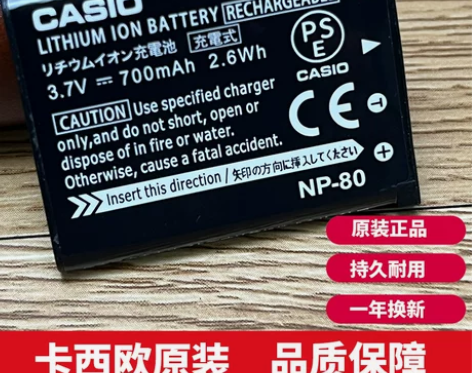 CASIO
LITHIUM ION BATTERY RECHARGEABLE
リチウムイオン充電池 充電式
3.7V ⎓ 700mAh 2.6Wh
PS
E
CASIO
CAUTION Use specified charger
only,and do not short, open or
dispose of in fire or water.
Otherwise, cause a fatal accident.
CE
Insert this direction / 矢印の方向に挿入してください
NP-80
原装正品
持久耐用
一年换新
卡西欧原装 品质保障